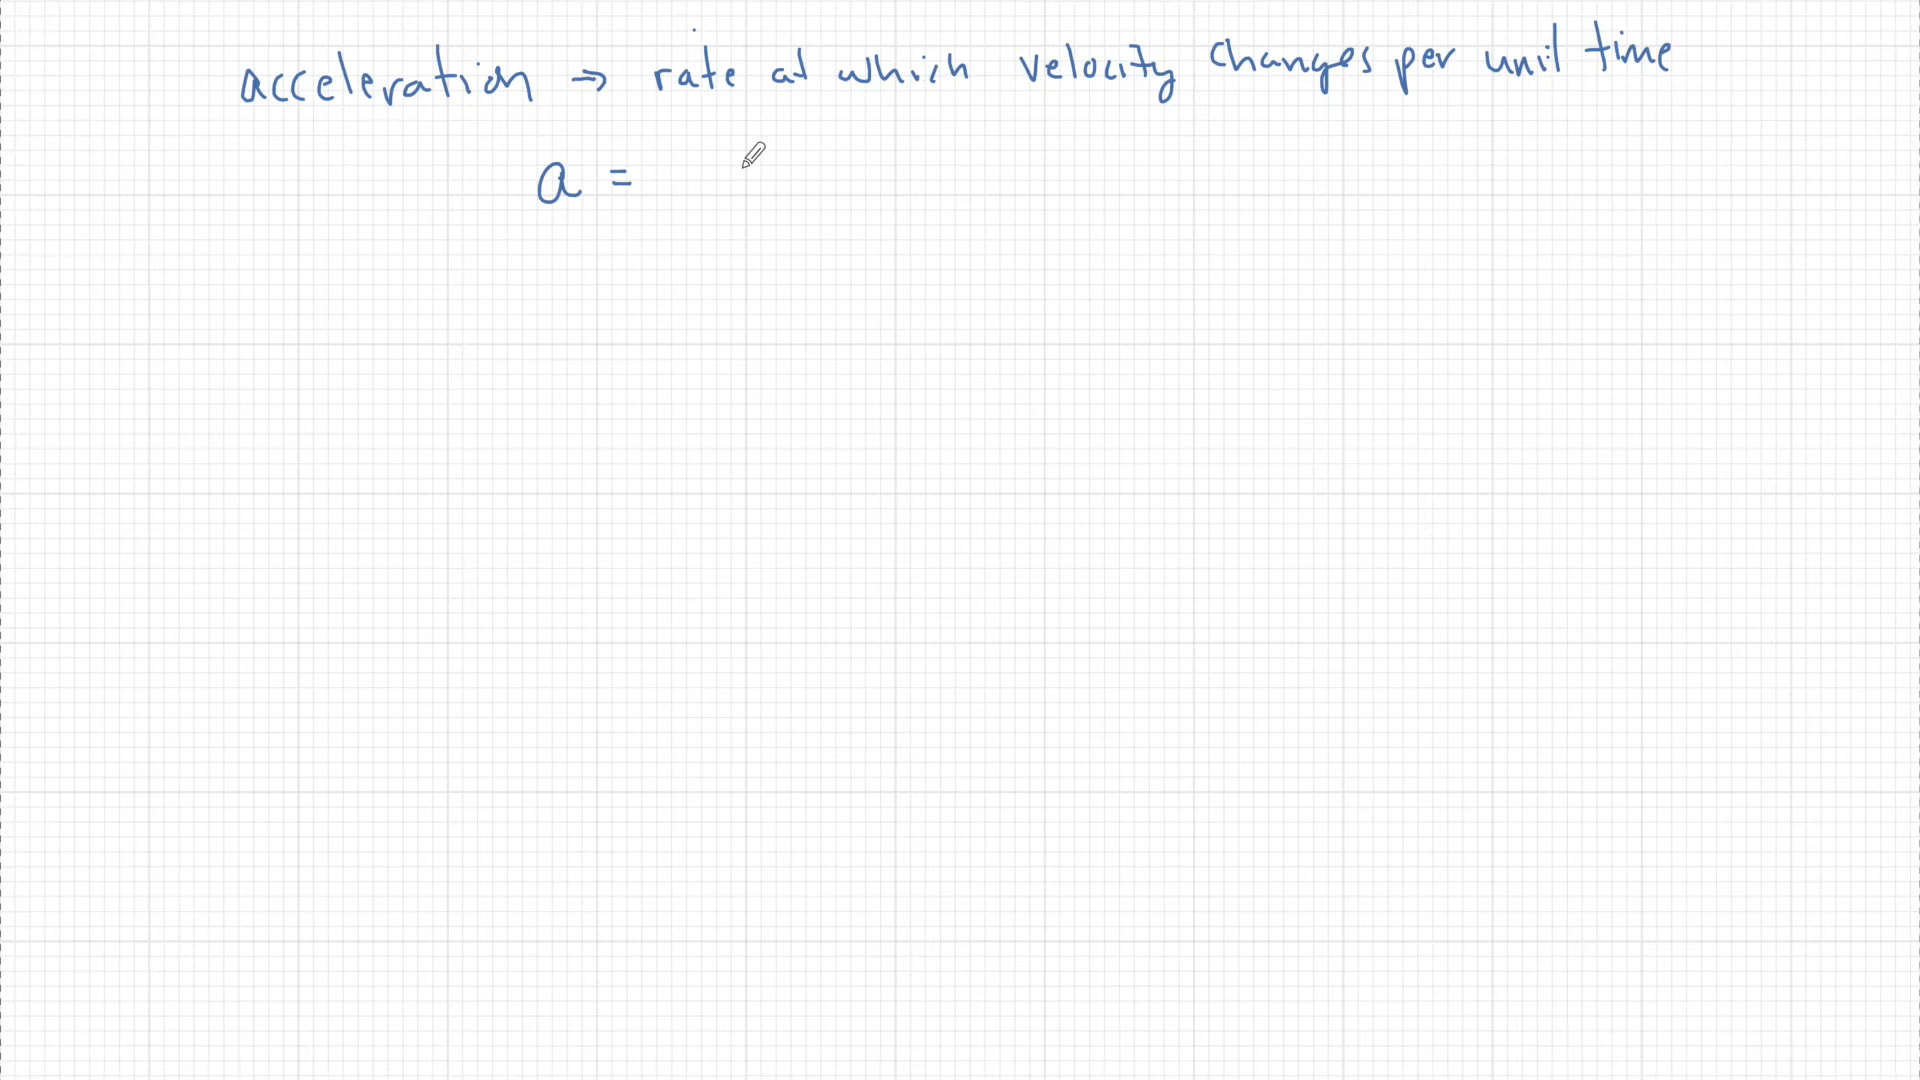 acceleration → rate at which velocity changes per unit time
a =